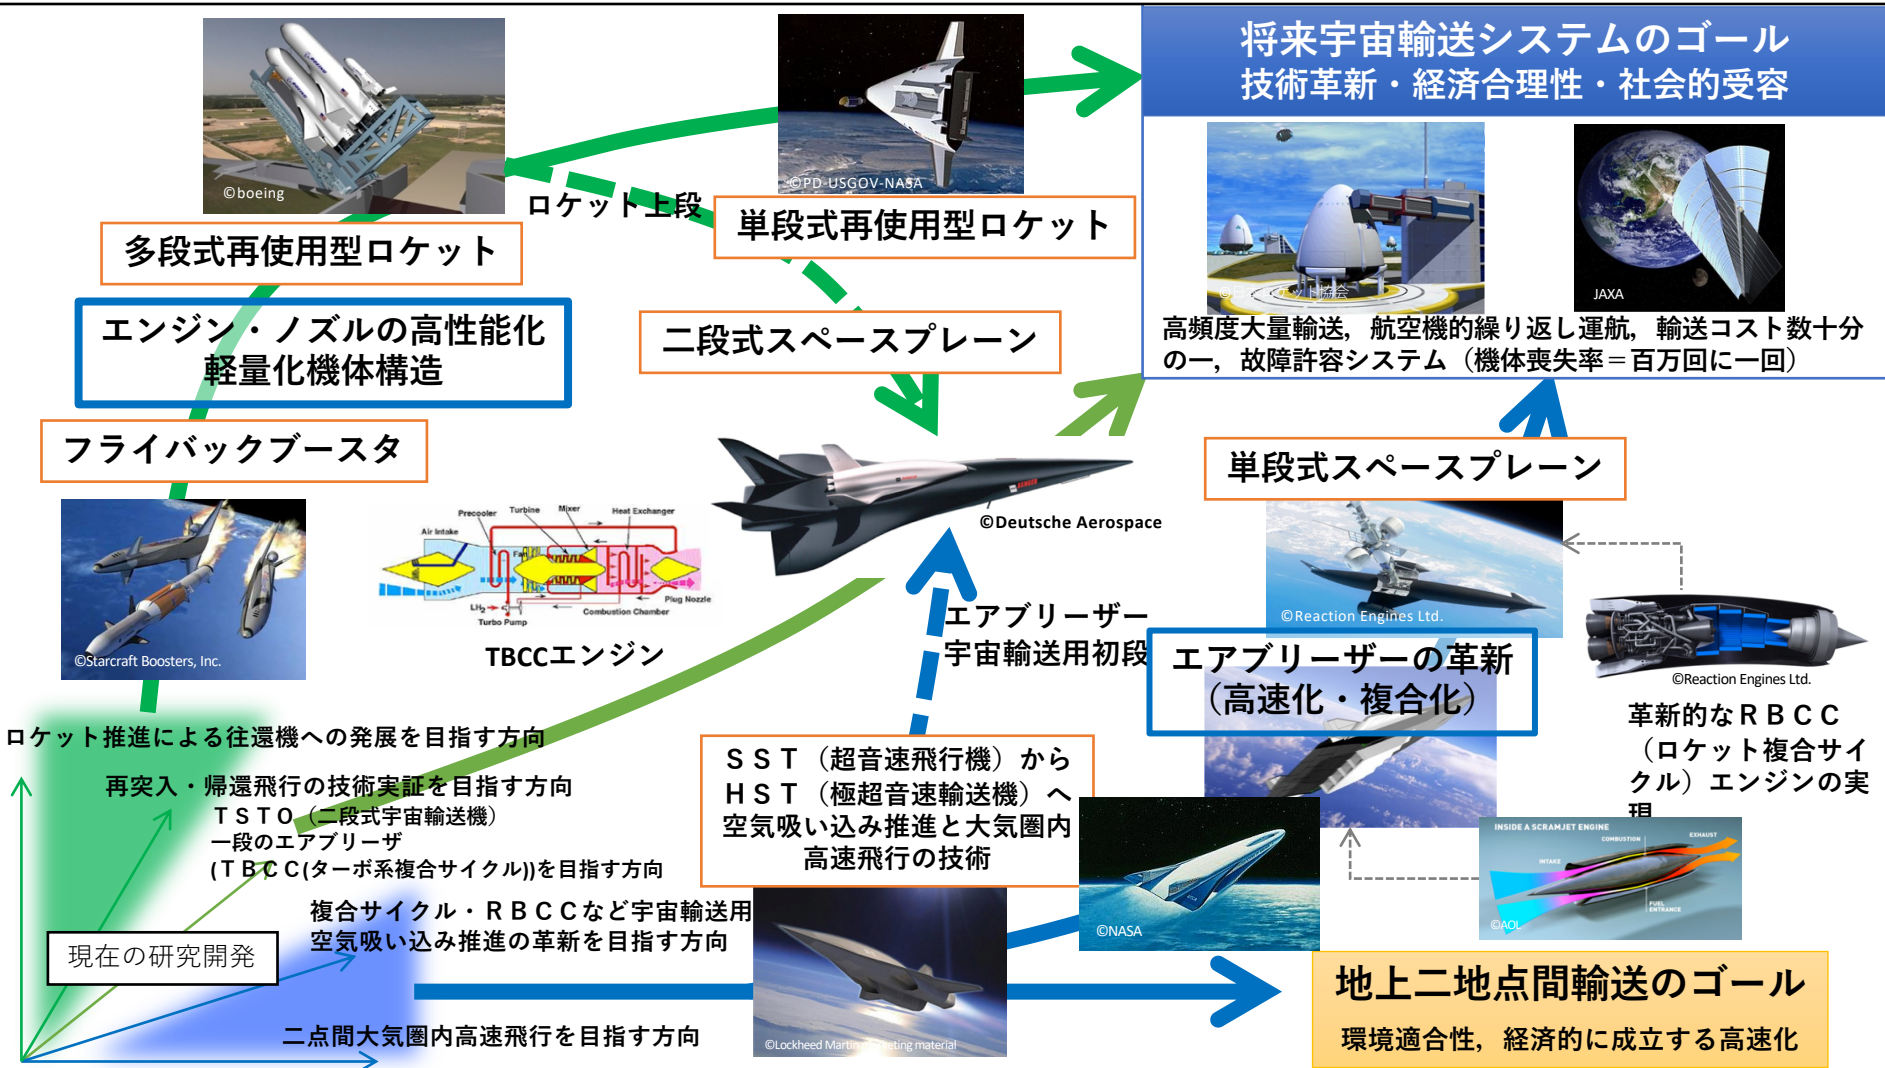 将来宇宙輸送システムのゴール
技術革新・経済合理性・社会的受容
©boeing
©PD-USGOV-NASA
ロケット上段
多段式再使用型ロケット
単段式再使用型ロケット
JAXA
高頻度大量輸送，航空機的繰り返し運航，輸送コスト数十分
の一，故障許容システム（機体喪失率＝百万回に一回）
エンジン・ノズルの高性能化
軽量化機体構造
二段式スペースプレーン
フライバックブースタ
単段式スペースプレーン
©Starcraft Boosters, Inc.
Precooler
Turbine
Mixer
Heat Exchanger
Air Intake
Fan
LH2
Turbo Pump
Combustion Chamber
Plug Nozzle
TBCCエンジン
©Deutsche Aerospace
©Reaction Engines Ltd.
エアブリーザー
宇宙輸送用初段
エアブリーザーの革新
（高速化・複合化）
©Reaction Engines Ltd.
革新的なＲＢＣＣ
（ロケット複合サイ
クル）エンジンの実
現
ロケット推進による往還機への発展を目指す方向
再突入・帰還飛行の技術実証を目指す方向
ＴＳＴＯ（二段式宇宙輸送機）
一段のエアブリーザ
(ＴＢＣＣ(ターボ系複合サイクル))を目指す方向
ＳＳＴ（超音速飛行機）から
ＨＳＴ（極超音速輸送機）へ
空気吸い込み推進と大気圏内
高速飛行の技術
複合サイクル・ＲＢＣＣなど宇宙輸送用
空気吸い込み推進の革新を目指す方向
現在の研究開発
二点間大気圏内高速飛行を目指す方向
©NASA
©Lockheed Martin marketing material
INSIDE A SCRAMJET ENGINE
COMBUSTION
EXHAUST
INTAKE
FUEL
ENTRANCE
©AOL
地上二地点間輸送のゴール
環境適合性，経済的に成立する高速化